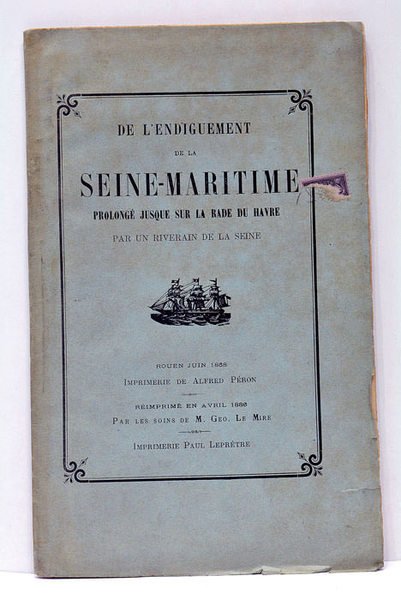 DE L'ENDIGUEMENT
DE LA
SEINE-MARITIME
PROLONGÉ JUSQUE SUR LA RADE DU HAVRE
PAR UN RIVERAIN DE LA SEINE
ROUEN JUIN 1868
IMPRIMERIE DE ALFRED PÉRON
RÉIMPRIMÉ EN AVRIL 1886
PAR LES SOINS DE M. GEO. LE MIRE
IMPRIMERIE PAUL LEPRÊTRE